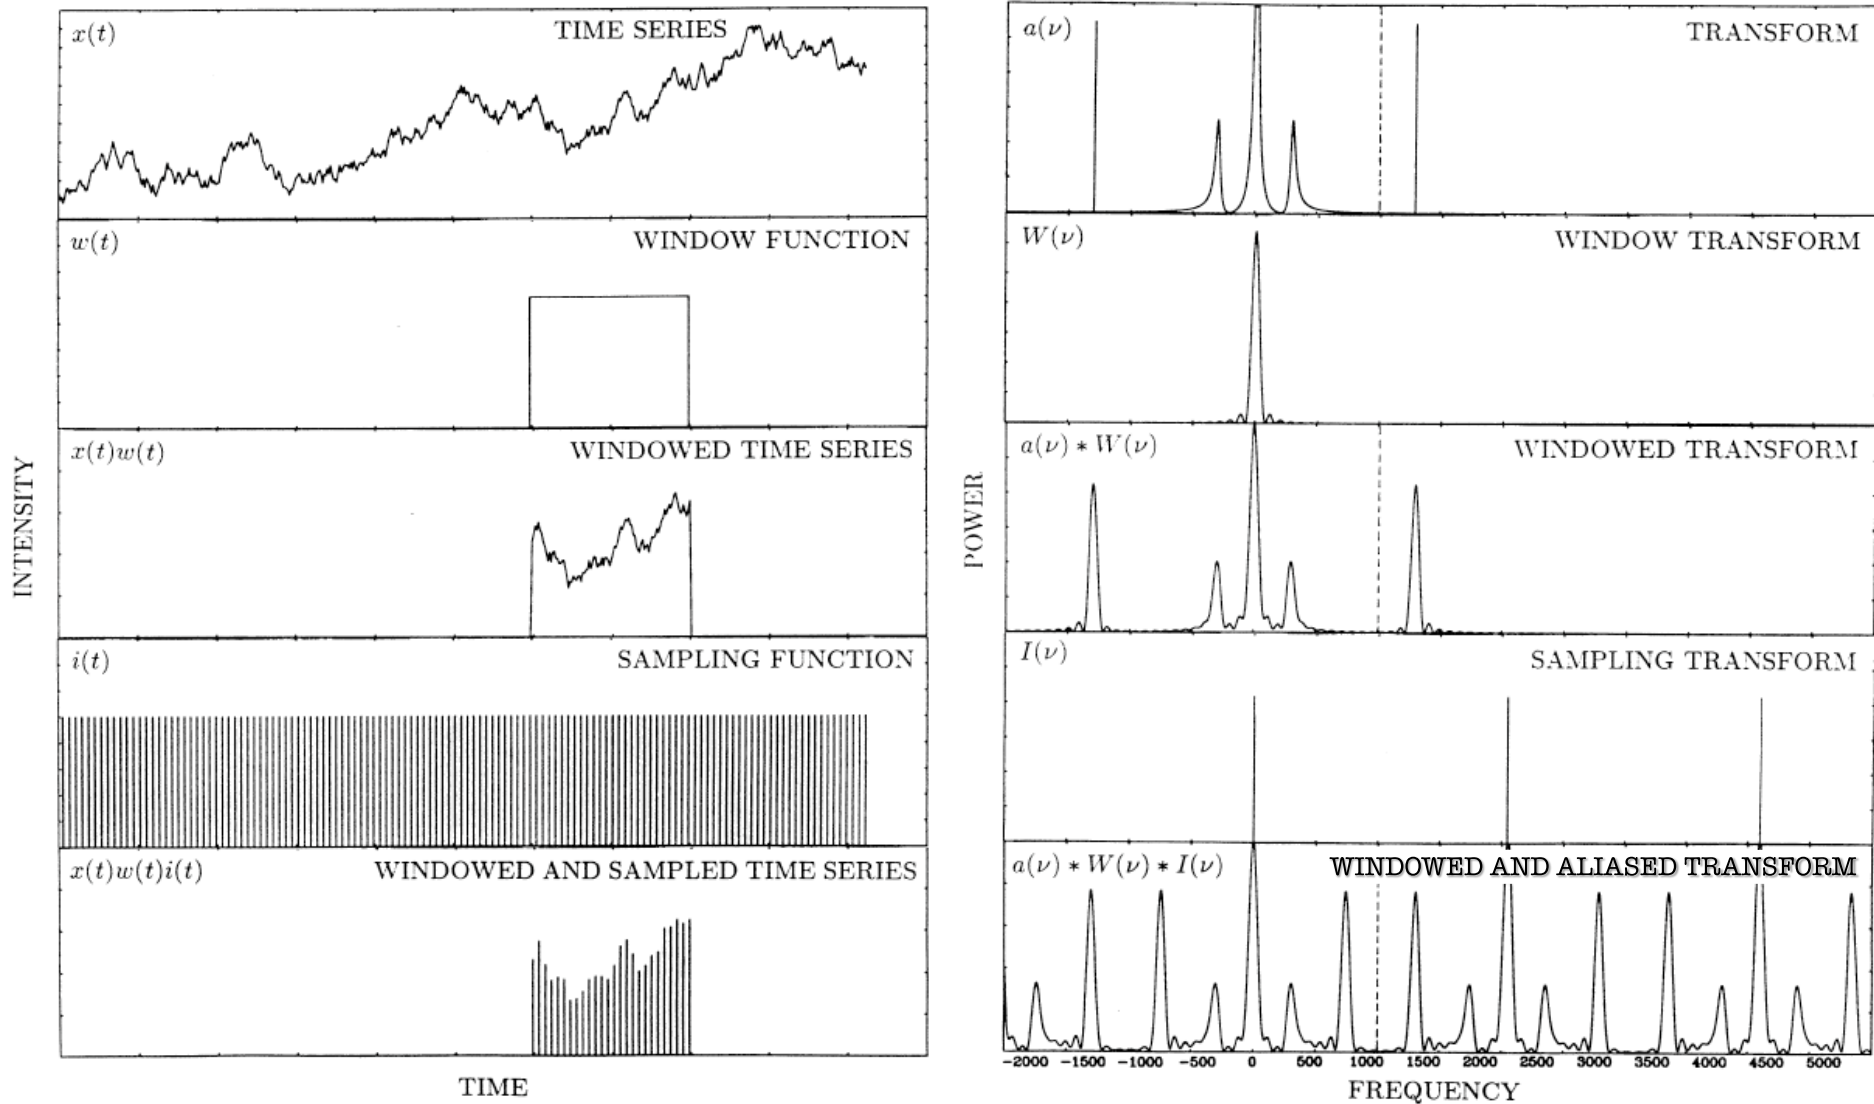 x(t) TIME SERIES
w(t) WINDOW FUNCTION
x(t)w(t) WINDOWED TIME SERIES
i(t) SAMPLING FUNCTION
x(t)w(t)i(t) WINDOWED AND SAMPLED TIME SERIES
INTENSITY
TIME
a(ν) TRANSFORM
W(ν) WINDOW TRANSFORM
a(ν) * W(ν) WINDOWED TRANSFORM
I(ν) SAMPLING TRANSFORM
a(ν) * W(ν) * I(ν) WINDOWED AND ALIASED TRANSFORM
POWER
-2000 -1500 -1000 -500 0 500 1000 1500 2000 2500 3000 3500 4000 4500 5000
FREQUENCY